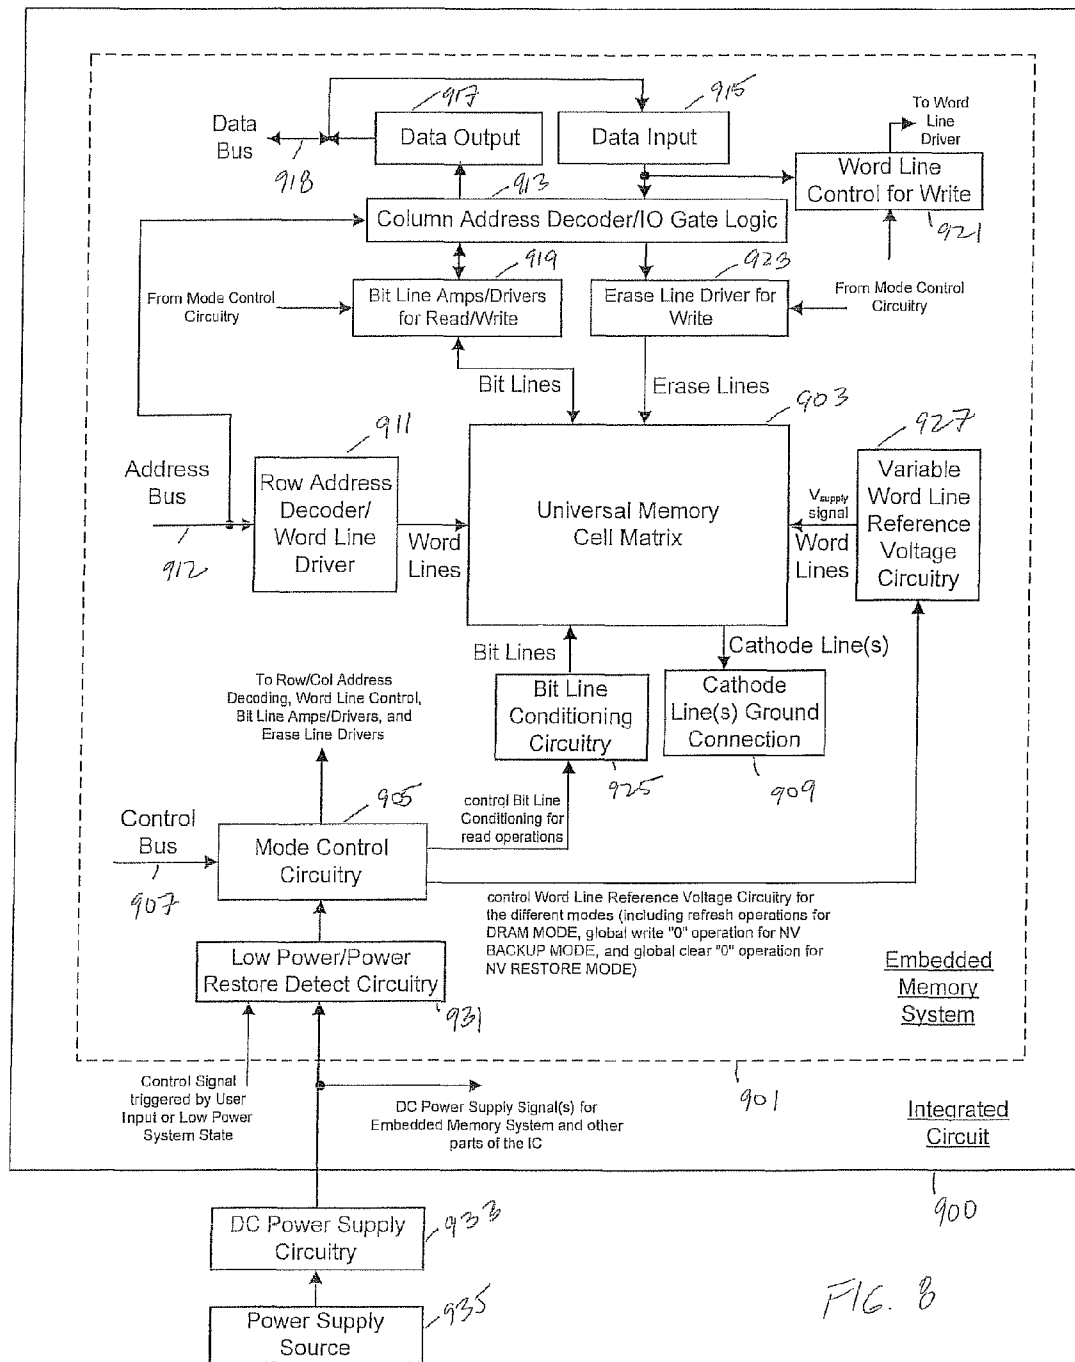 917
915
To Word
Line
Driver
Data
Bus
918
Data Output
Data Input
Word Line
Control for Write
921
913
Column Address Decoder/IO Gate Logic
919
923
From Mode Control
Circuitry
Bit Line Amps/Drivers
for Read/Write
Erase Line Driver for
Write
From Mode Control
Circuitry
Bit Lines
Erase Lines
903
911
927
Address
Bus
912
Row Address
Decoder/
Word Line
Driver
Word
Lines
Universal Memory
Cell Matrix
Vsupply
signal
Word
Lines
Variable
Word Line
Reference
Voltage
Circuitry
Bit Lines
Cathode Line(s)
To Row/Col Address
Decoding, Word Line Control,
Bit Line Amps/Drivers, and
Erase Line Drivers
Bit Line
Conditioning
Circuitry
925
Cathode
Line(s) Ground
Connection
909
905
Control
Bus
907
Mode Control
Circuitry
control Bit Line
Conditioning for
read operations
control Word Line Reference Voltage Circuitry for
the different modes (including refresh operations for
DRAM MODE, global write "0" operation for NV
BACKUP MODE, and global clear "0" operation for
NV RESTORE MODE)
Low Power/Power
Restore Detect Circuitry
931
Embedded
Memory
System
901
Control Signal
triggered by User
Input or Low Power
System State
DC Power Supply Signal(s) for
Embedded Memory System and other
parts of the IC
Integrated
Circuit
900
DC Power Supply
Circuitry
933
Power Supply
Source
935
FIG. 8